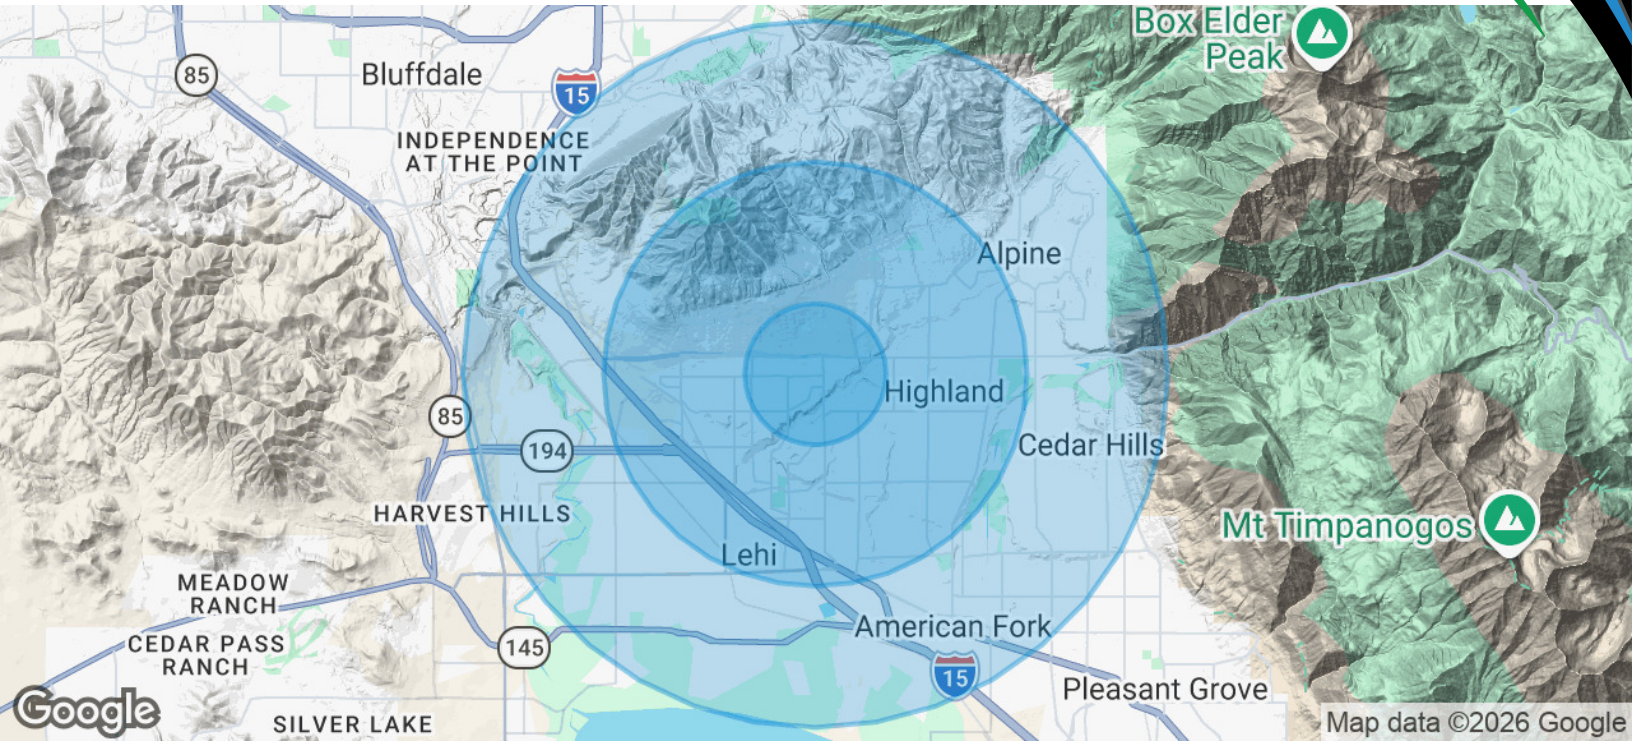 Box Elder
Peak
85
Bluffdale
15
INDEPENDENCE
AT THE POINT
Alpine
Highland
85
Cedar Hills
194
HARVEST HILLS
Mt Timpanogos
Lehi
MEADOW
RANCH
American Fork
CEDAR PASS
RANCH
145
15
Pleasant Grove
Google
SILVER LAKE
Map data ©2026 Google